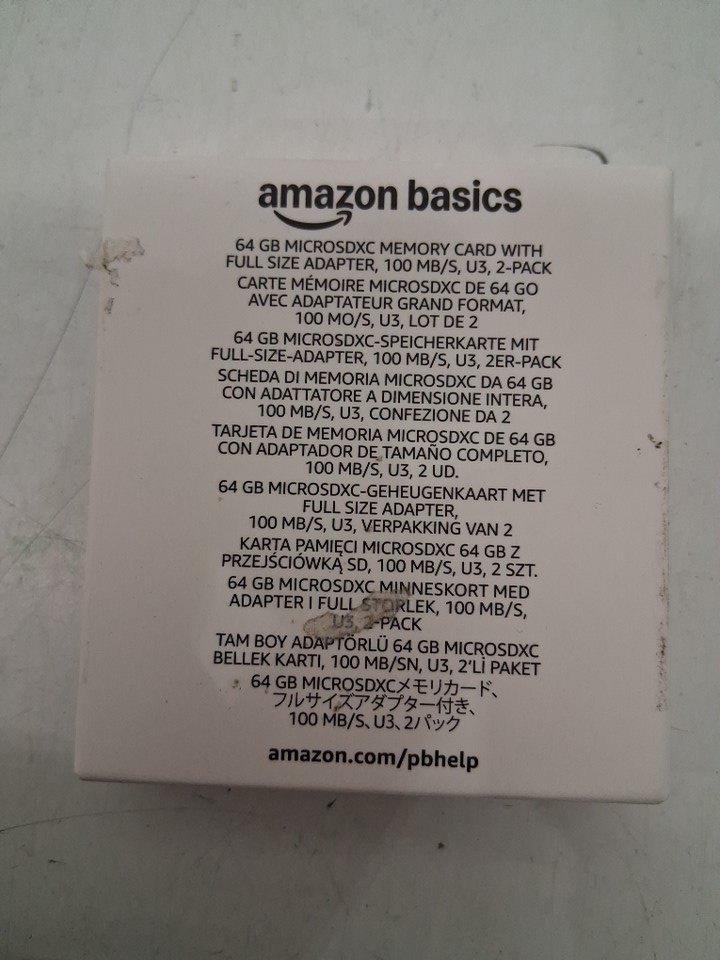 amazon basics
64 GB MICROSDXC MEMORY CARD WITH
FULL SIZE ADAPTER, 100 MB/S, U3, 2-PACK
CARTE MÉMOIRE MICROSDXC DE 64 GO
AVEC ADAPTATEUR GRAND FORMAT,
100 MO/S, U3, LOT DE 2
64 GB MICROSDXC-SPEICHERKARTE MIT
FULL-SIZE-ADAPTER, 100 MB/S, U3, 2ER-PACK
SCHEDA DI MEMORIA MICROSDXC DA 64 GB
CON ADATTATORE A DIMENSIONE INTERA,
100 MB/S, U3, CONFEZIONE DA 2
TARJETA DE MEMORIA MICROSDXC DE 64 GB
CON ADAPTADOR DE TAMAÑO COMPLETO,
100 MB/S, U3, 2 UD.
64 GB MICROSDXC-GEHEUGENKAART MET
FULL SIZE ADAPTER,
100 MB/S, U3, VERPAKKING VAN 2
KARTA PAMIĘCI MICROSDXC 64 GB Z
PRZEJŚCIÓWKĄ SD, 100 MB/S, U3, 2 SZT.
64 GB MICROSDXC MINNESKORT MED
ADAPTER I FULL STORLEK, 100 MB/S,
U3, 2-PACK
TAM BOY ADAPTÖRLÜ 64 GB MICROSDXC
BELLEK KARTI, 100 MB/SN, U3, 2'Lİ PAKET
64 GB MICROSDXCメモリカード、
フルサイズアダプター付き、
100 MB/S、U3、2パック
amazon.com/pbhelp